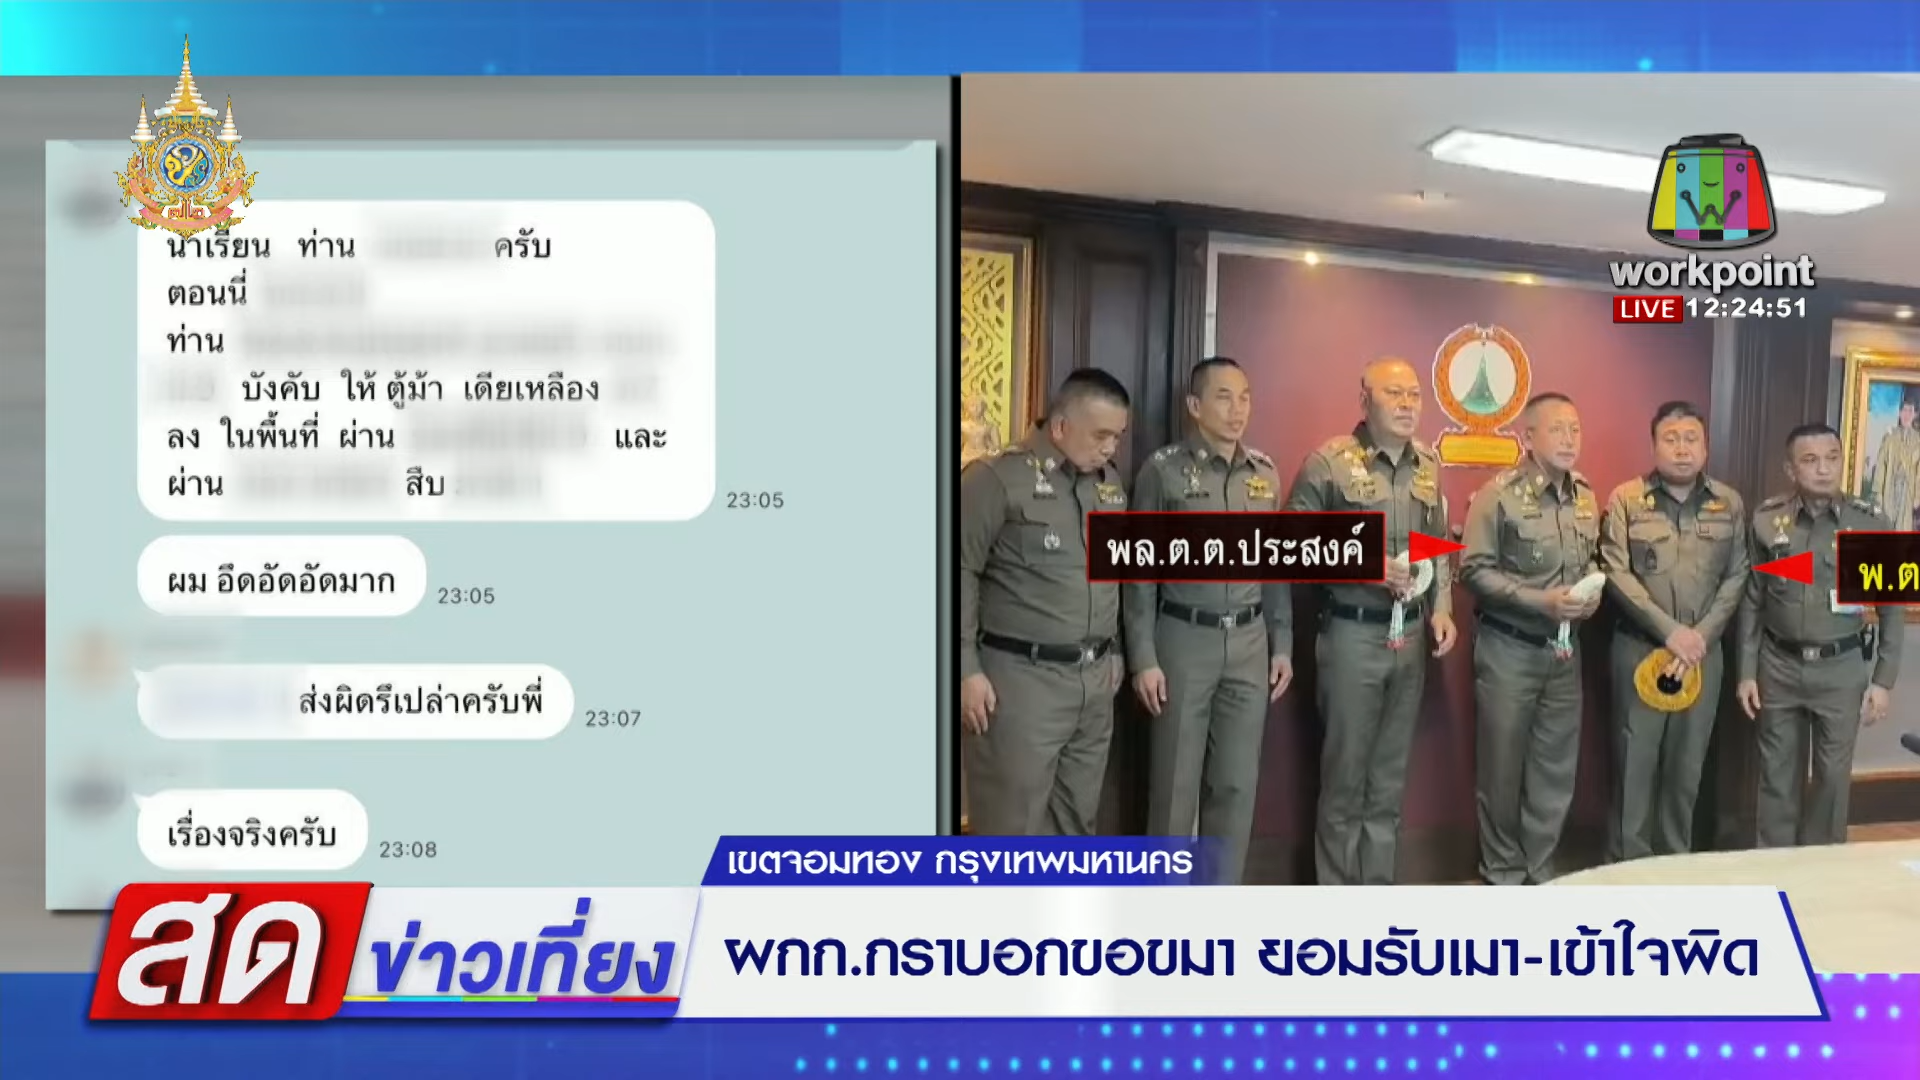 นำเรียน ท่าน ครับ
ตอนนี่
ท่าน
บังคับ ให้ ตู้ม้า เดียเหลือง
ลง ในพื้นที่ ผ่าน และ
ผ่าน สืบ
23:05
ผม อึดอัดอัดมาก
23:05
ส่งผิดรึเปล่าครับพี่
23:07
เรื่องจริงครับ
23:08
workpoint
LIVE 12:24:51
พล.ต.ต.ประสงค์
พ.ต
เขตจอมทอง กรุงเทพมหานคร
สด
ข่าวเที่ยง
ผกก.กราบอกขอขมา ยอมรับเมา-เข้าใจผิด